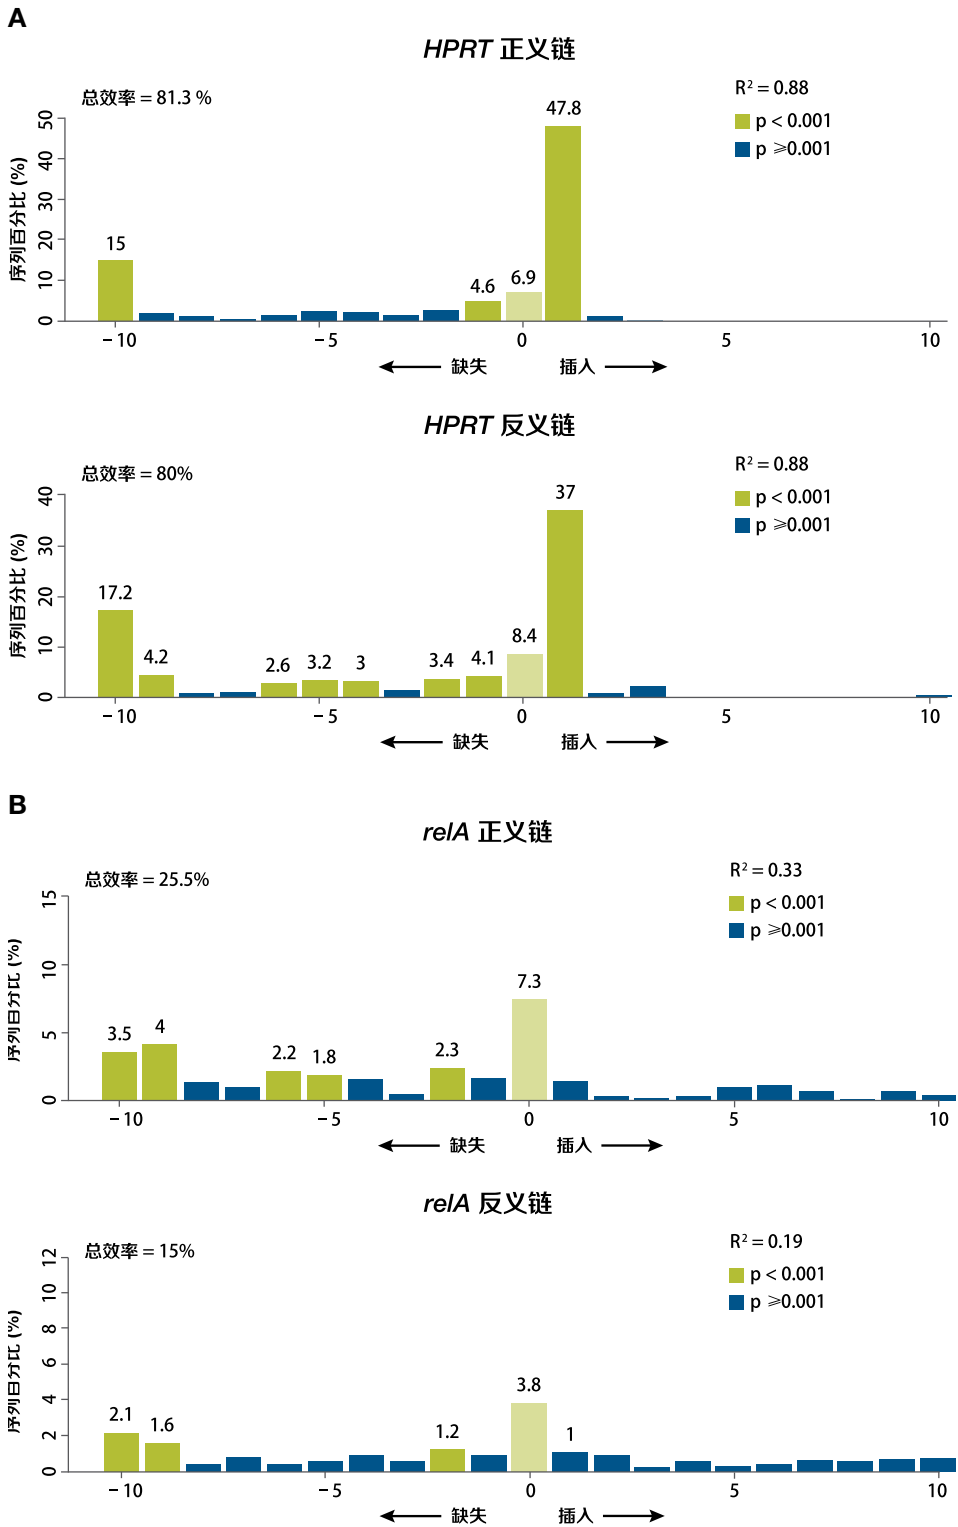 A
HPRT 正义链
总效率 = 81.3 %
R² = 0.88
p < 0.001
p ⩾0.001
序列百分比 (%)
50
40
30
20
10
0
15
4.6
6.9
47.8
−10
−5
0
5
10
缺失
插入
HPRT 反义链
总效率 = 80%
R² = 0.88
p < 0.001
p ⩾0.001
序列百分比 (%)
40
30
20
10
0
17.2
4.2
2.6
3.2
3
3.4
4.1
8.4
37
−10
−5
0
5
10
缺失
插入
B
relA 正义链
总效率 = 25.5%
R² = 0.33
p < 0.001
p ⩾0.001
序列百分比 (%)
15
10
5
0
3.5
4
2.2
1.8
2.3
7.3
−10
−5
0
5
10
缺失
插入
relA 反义链
总效率 = 15%
R² = 0.19
p < 0.001
p ⩾0.001
序列百分比 (%)
12
10
8
6
4
2
0
2.1
1.6
1.2
3.8
1
−10
−5
0
5
10
缺失
插入